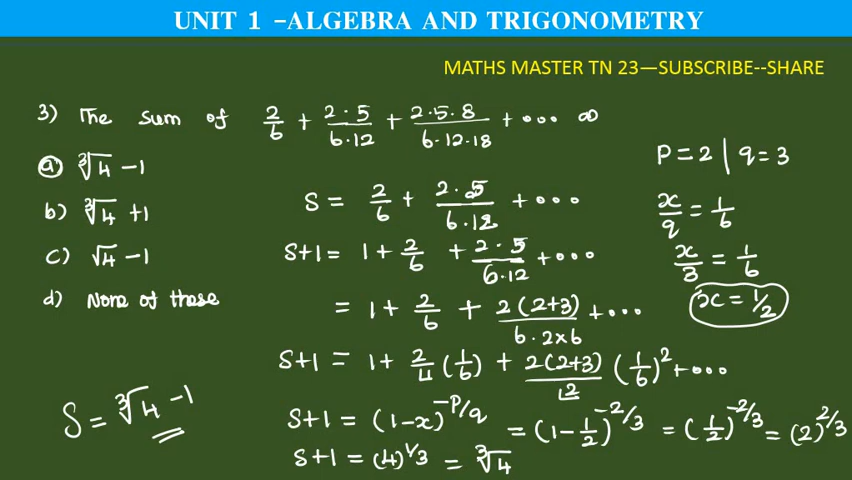 UNIT 1 -ALGEBRA AND TRIGONOMETRY
MATHS MASTER TN 23—SUBSCRIBE--SHARE
3) The sum of 2/6 + 2·5/6·12 + 2·5·8/6·12·18 + ... ∞
a) ∛4 -1
b) ∛4 +1
c) √4 -1
d) None of these
S = 2/6 + 2·5/6·12 + ...
S+1 = 1 + 2/6 + 2·5/6·12 + ...
= 1 + 2/6 + 2(2+3)/6·2×6 + ...
S+1 = 1 + 2/1! (1/6) + 2(2+3)/2! (1/6)² + ...
S+1 = (1-x)^-P/q = (1-1/2)^-2/3 = (1/2)^-2/3 = (2)^2/3
S+1 = (4)^1/3 = ∛4
P=2 | q=3
x/q = 1/6
x/3 = 1/6
x = 1/2
S = ∛4 -1